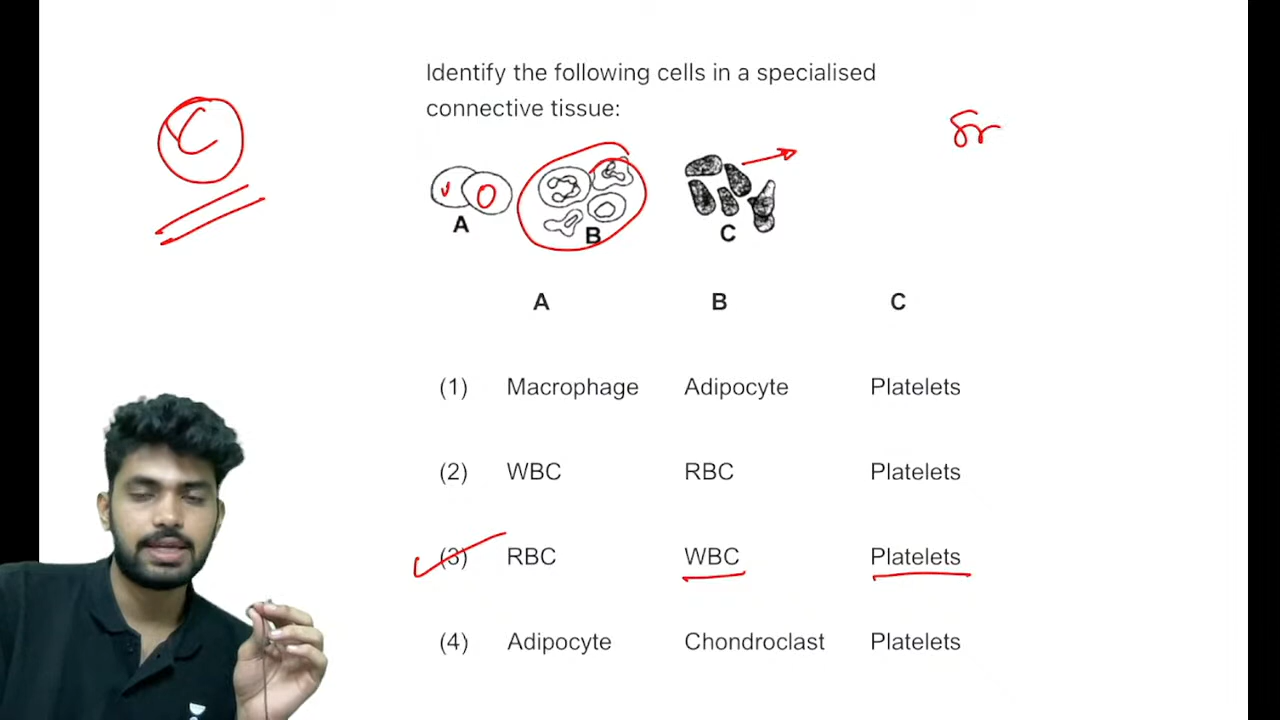 Identify the following cells in a specialised
connective tissue:
C
A
B
C
A B C
(1) Macrophage Adipocyte Platelets
(2) WBC RBC Platelets
(3) RBC WBC Platelets
(4) Adipocyte Chondroclast Platelets